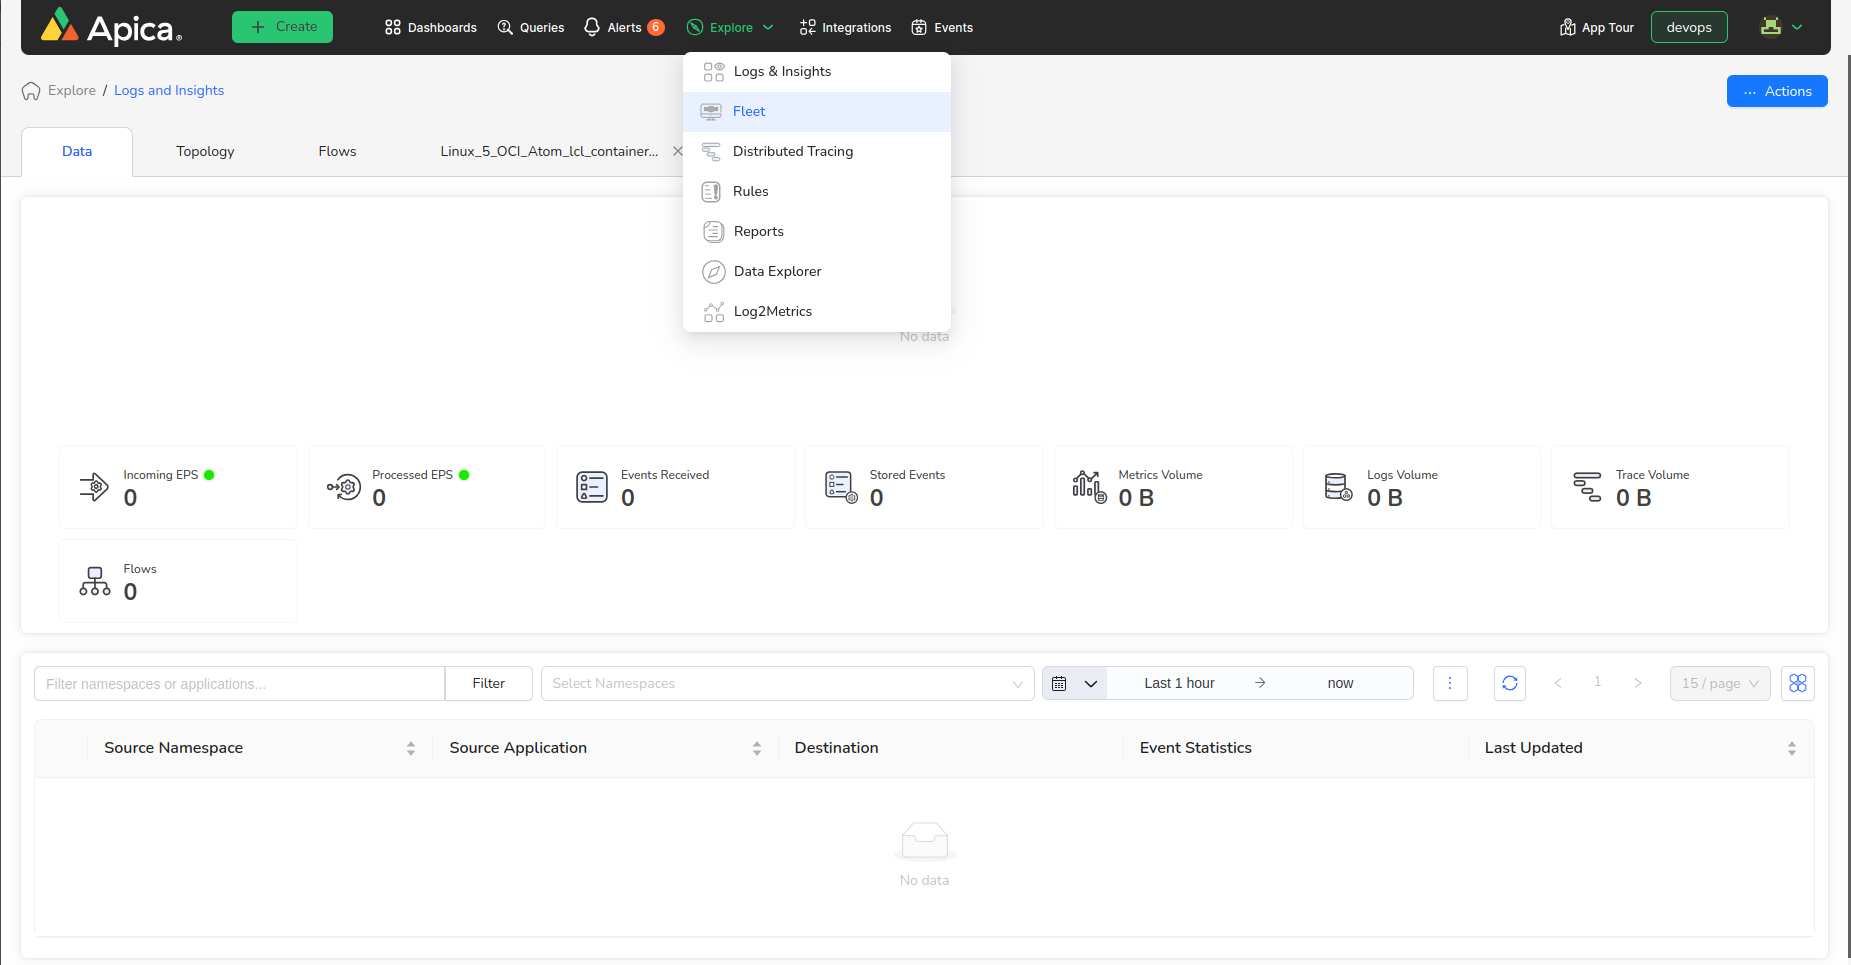 Apica
Create
Dashboards
Queries
Alerts 6
Explore
Integrations
Events
App Tour
devops
Explore / Logs and Insights
... Actions
Logs & Insights
Fleet
Distributed Tracing
Rules
Reports
Data Explorer
Log2Metrics
Data
Topology
Flows
Linux_5_OCI_Atom_lcl_container...
No data
Incoming EPS
0
Processed EPS
0
Events Received
0
Stored Events
0
Metrics Volume
0 B
Logs Volume
0 B
Trace Volume
0 B
Flows
0
Filter namespaces or applications...
Filter
Select Namespaces
Last 1 hour → now
< 1 >
15 / page
Source Namespace
Source Application
Destination
Event Statistics
Last Updated
No data